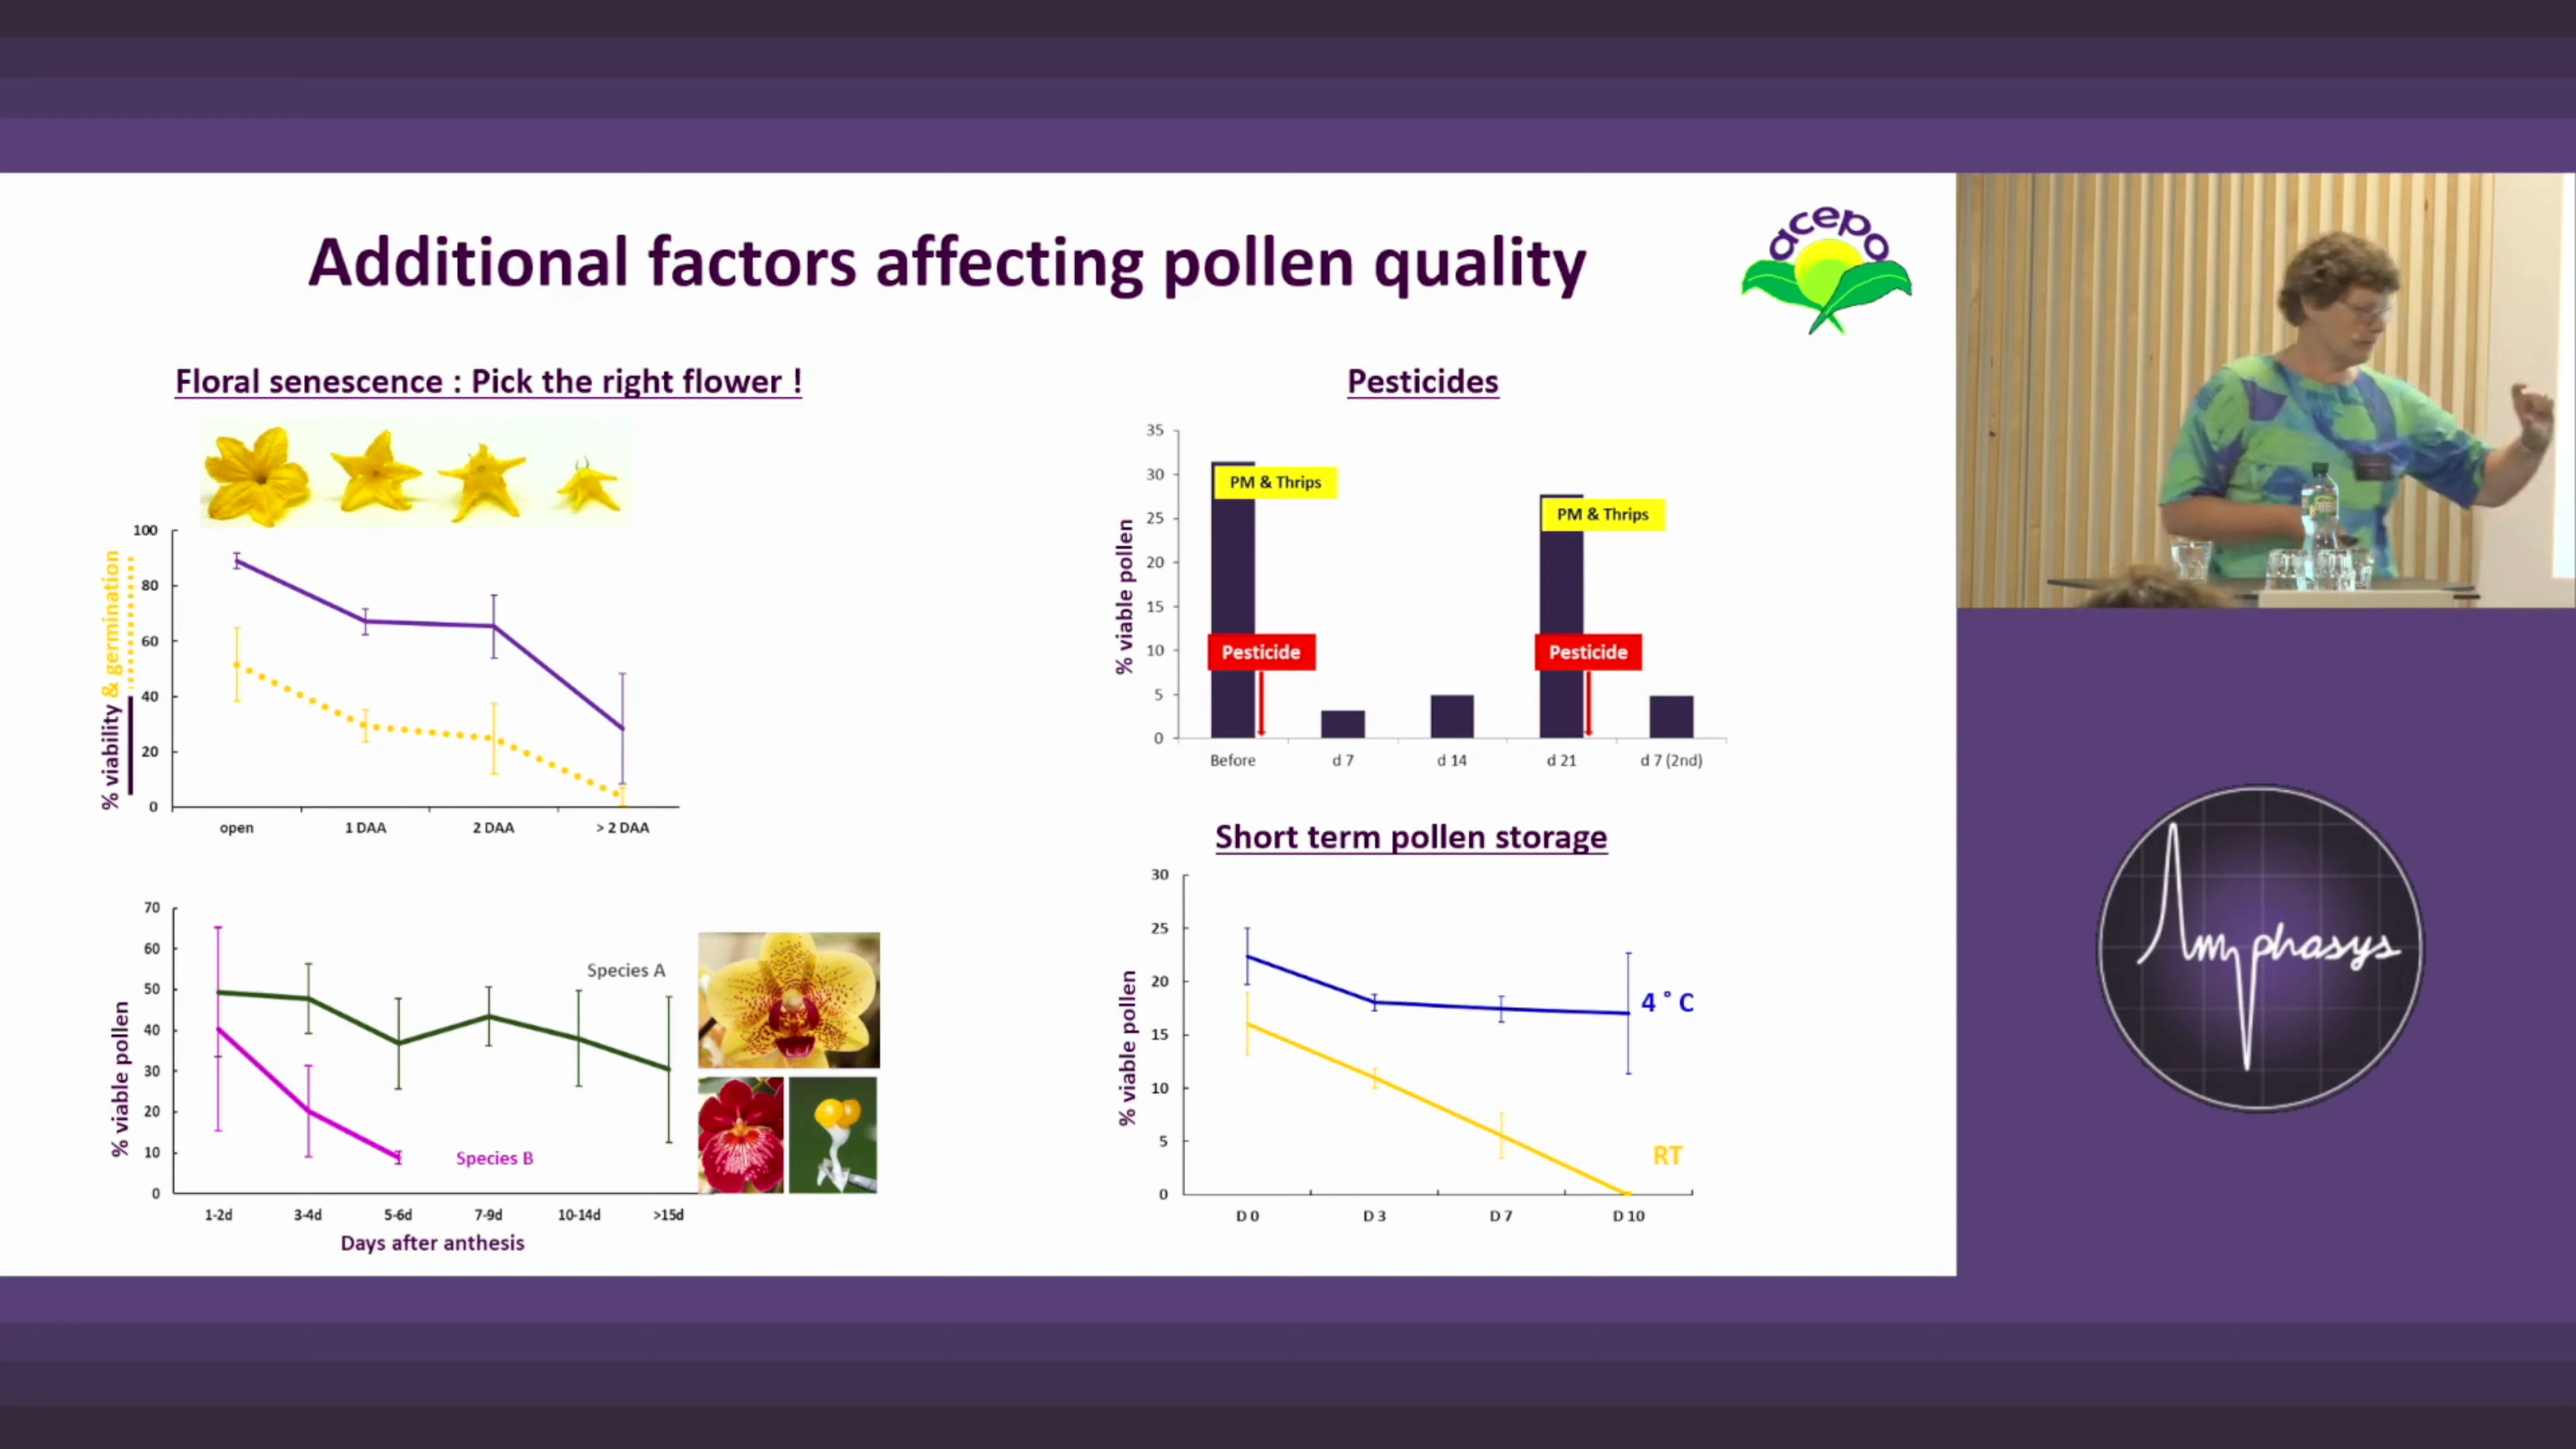 Additional factors affecting pollen quality
acepo
Floral senescence : Pick the right flower !
% viability & germination
100
80
60
40
20
0
open
1 DAA
2 DAA
> 2 DAA
% viable pollen
70
60
50
40
30
20
10
0
Species A
Species B
1-2d
3-4d
5-6d
7-9d
10-14d
>15d
Days after anthesis
Pesticides
% viable pollen
35
30
25
20
15
10
5
0
PM & Thrips
PM & Thrips
Pesticide
Pesticide
Before
d 7
d 14
d 21
d 7 (2nd)
Short term pollen storage
% viable pollen
30
25
20
15
10
5
0
4 ° C
RT
D 0
D 3
D 7
D 10
Amphasys